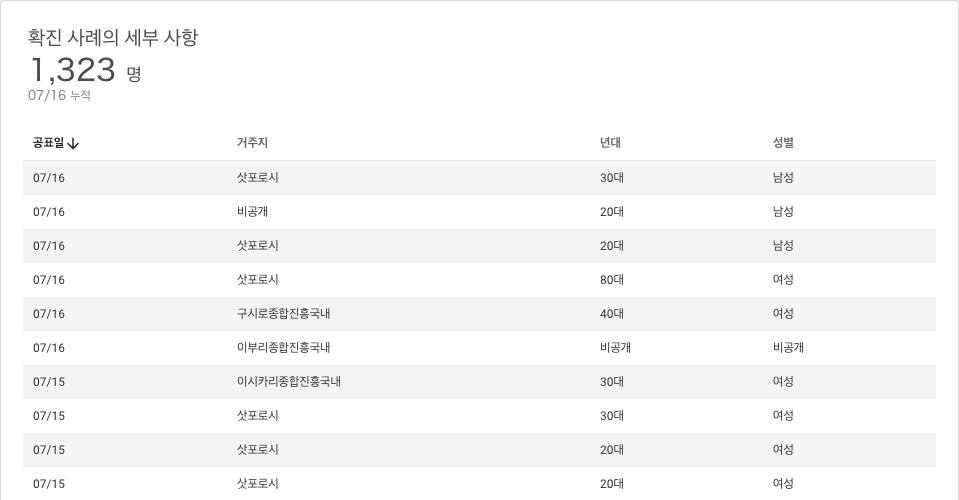 확진 사례의 세부 사항
1,323 명
07/16 누적
공표일 거주지 년대 성별
07/16 삿포로시 30대 남성
07/16 비공개 20대 남성
07/16 삿포로시 20대 남성
07/16 삿포로시 80대 여성
07/16 구시로종합진흥국내 40대 여성
07/16 이부리종합진흥국내 비공개 비공개
07/15 이시카리종합진흥국내 30대 여성
07/15 삿포로시 30대 여성
07/15 삿포로시 20대 여성
07/15 삿포로시 20대 여성